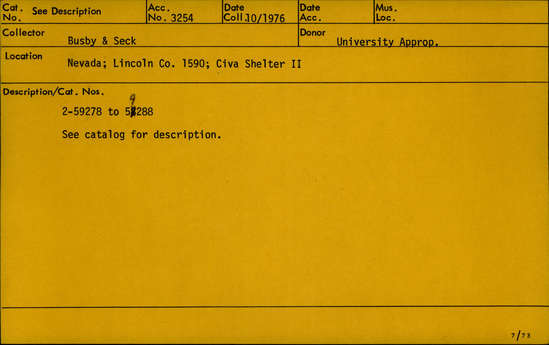 Cat. No. See Description Acc. No. 3254 Date Coll. 10/1976 Date Acc. Mus. Loc.
Collector Busby & Seck Donor University Approp.
Location Nevada; Lincoln Co. 1590; Civa Shelter II
Description/Cat. Nos.
2-59278 to 59288
See catalog for description.
7/78